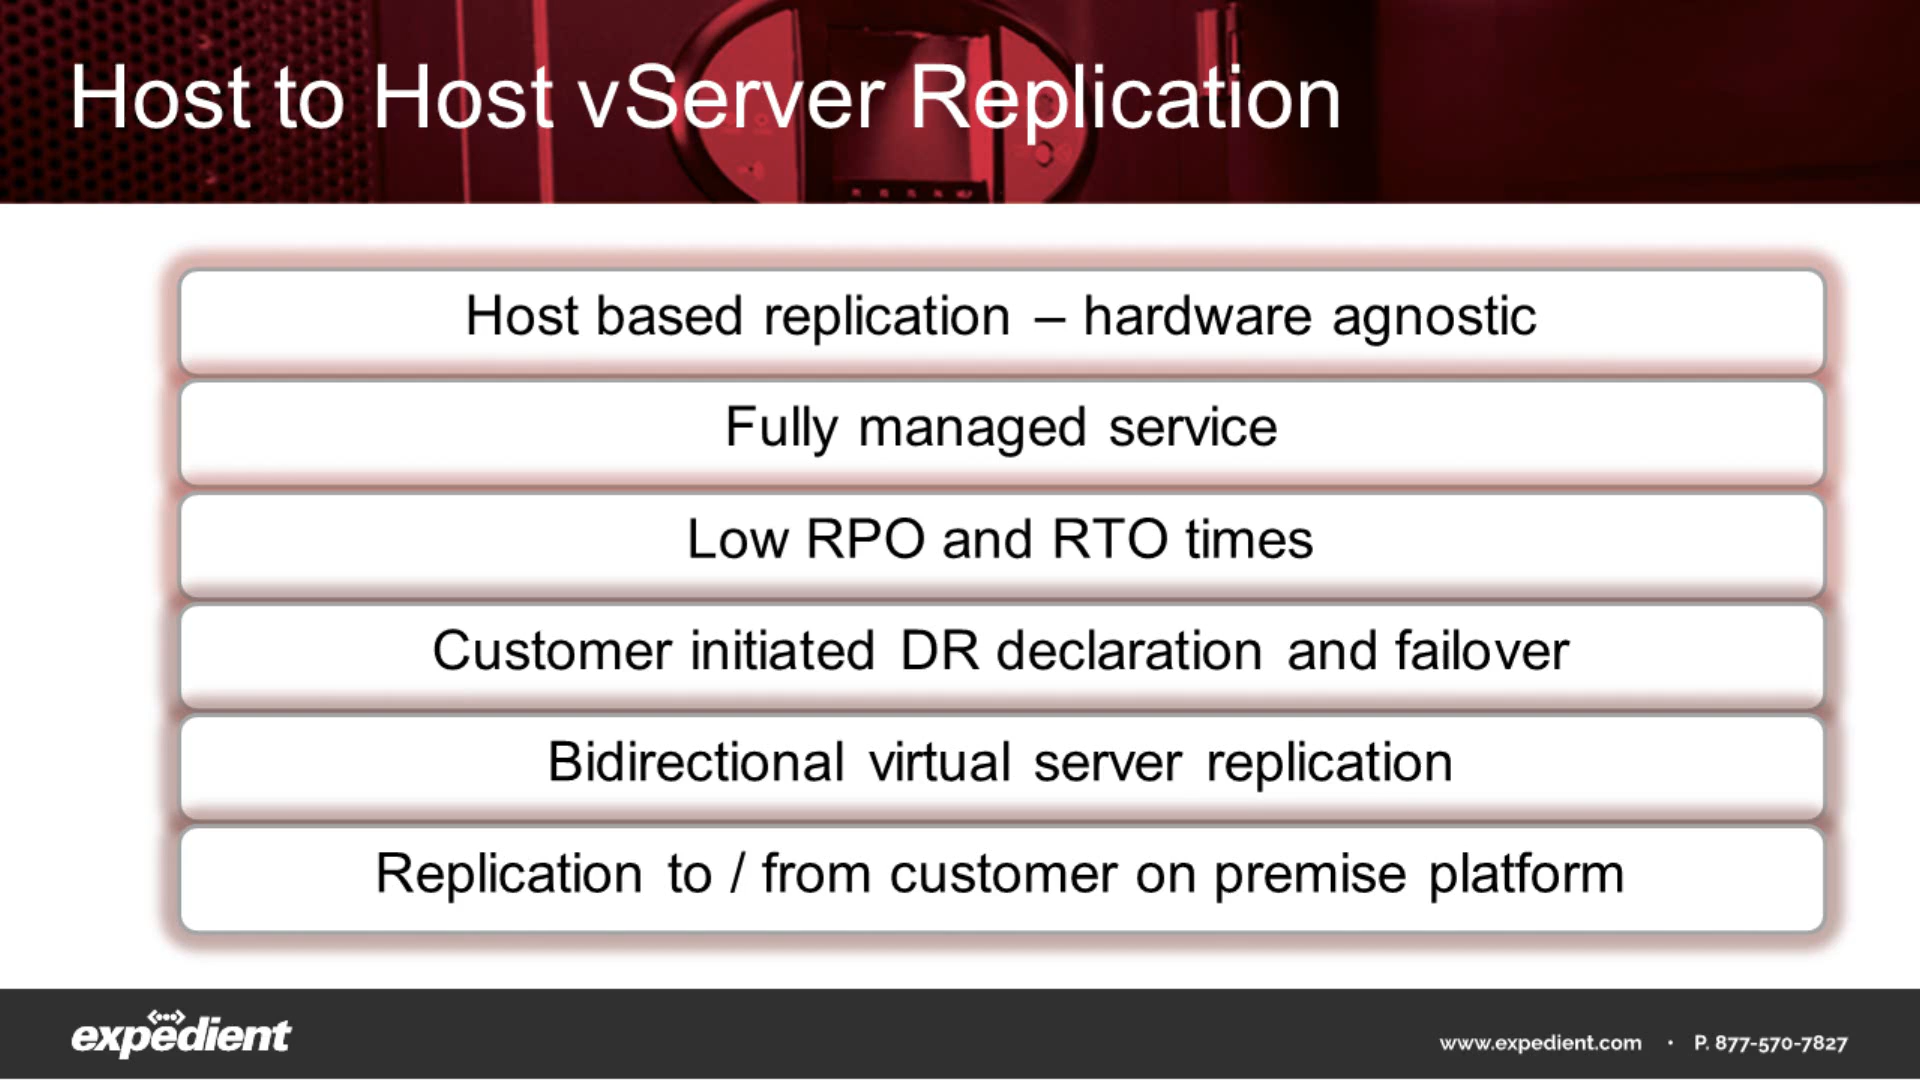 Host to Host vServer Replication
Host based replication – hardware agnostic
Fully managed service
Low RPO and RTO times
Customer initiated DR declaration and failover
Bidirectional virtual server replication
Replication to / from customer on premise platform
expedient
www.expedient.com • P. 877-570-7827